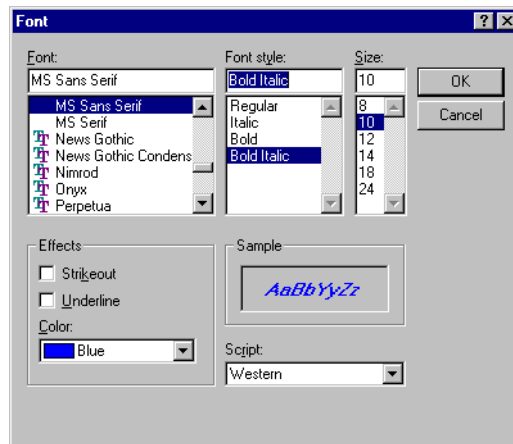 Font
Font:
MS Sans Serif
MS Sans Serif
MS Serif
News Gothic
News Gothic Condens
Nimrod
Onyx
Perpetua
Font style:
Bold Italic
Regular
Italic
Bold
Bold Italic
Size:
10
8
10
12
14
18
24
OK
Cancel
Effects
Strikeout
Underline
Color:
Blue
Sample
AaBbYyZz
Script:
Western